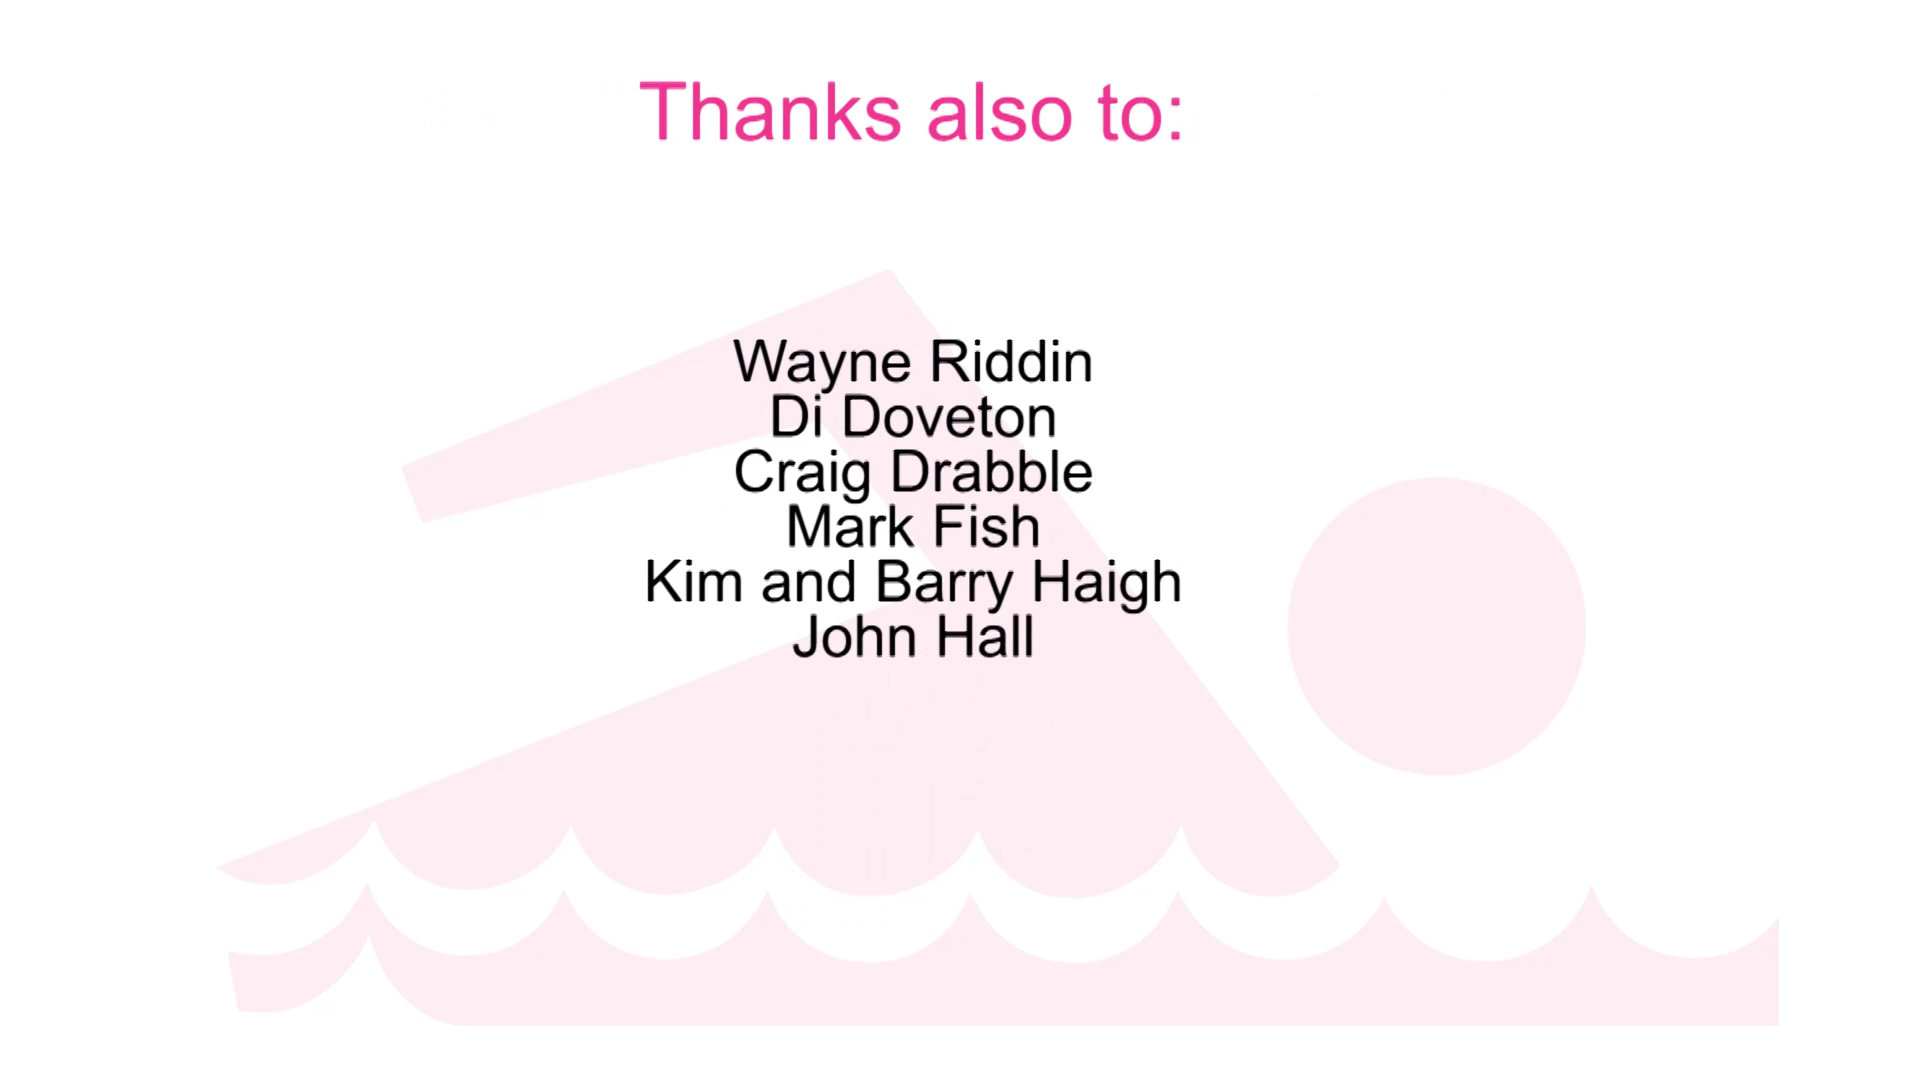 Thanks also to:
Wayne Riddin
Di Doveton
Craig Drabble
Mark Fish
Kim and Barry Haigh
John Hall